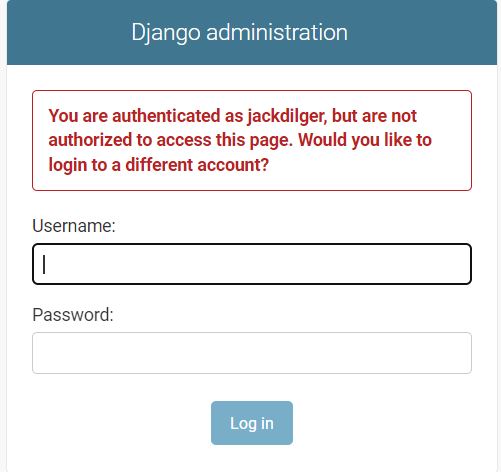 Django administration
You are authenticated as jackdilger, but are not
authorized to access this page. Would you like to
login to a different account?
Username:
Password:
Log in